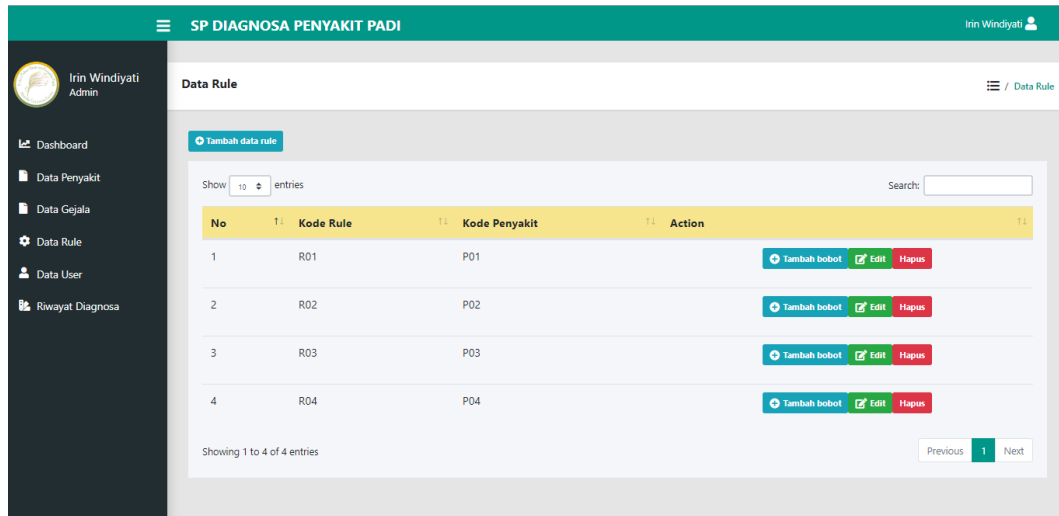 SP DIAGNOSA PENYAKIT PADI
Irin Windiyati
Irin Windiyati
Admin
Dashboard
Data Penyakit
Data Gejala
Data Rule
Data User
Riwayat Diagnosa
Data Rule
/ Data Rule
Tambah data rule
Show 10 entries
Search:
No Kode Rule Kode Penyakit Action
1 R01 P01 Tambah bobot Edit Hapus
2 R02 P02 Tambah bobot Edit Hapus
3 R03 P03 Tambah bobot Edit Hapus
4 R04 P04 Tambah bobot Edit Hapus
Showing 1 to 4 of 4 entries
Previous 1 Next